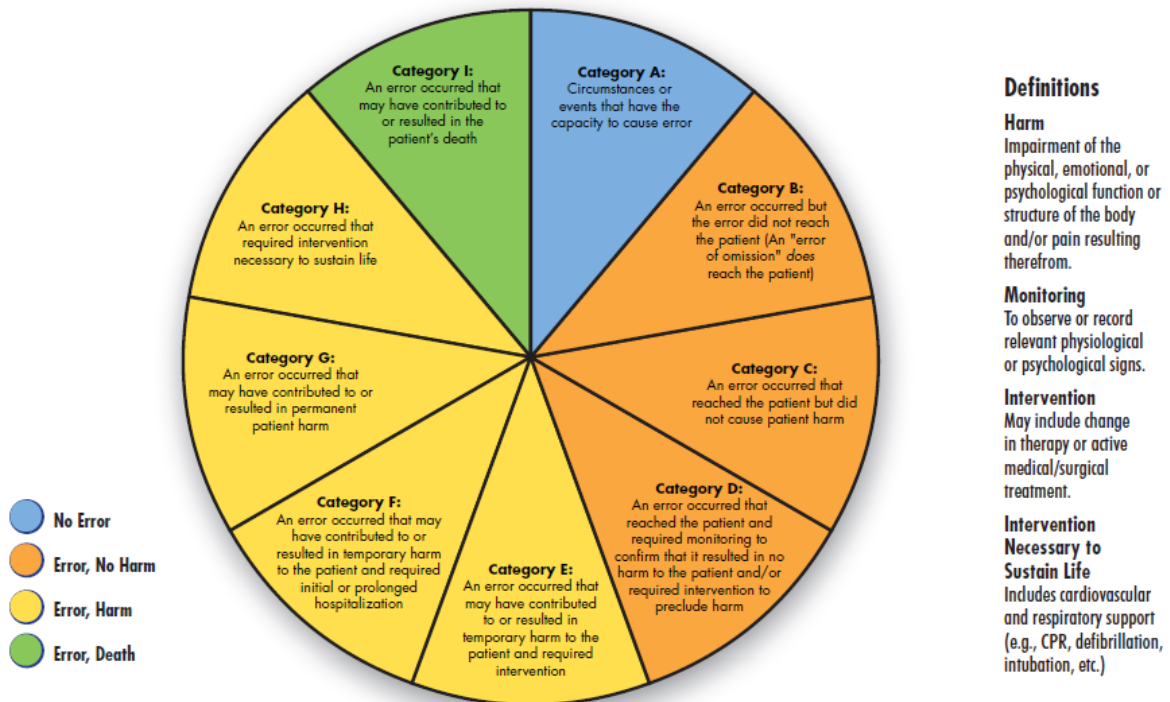 Category I:
An error occurred that
may have contributed to
or resulted in the
patient's death
Category A:
Circumstances or
events that have the
capacity to cause error
Category B:
An error occurred but
the error did not reach
the patient (An "error
of omission" does
reach the patient)
Category C:
An error occurred that
reached the patient but did
not cause patient harm
Category D:
An error occurred that
reached the patient and
required monitoring to
confirm that it resulted in no
harm to the patient and/or
required intervention to
preclude harm
Category E:
An error occurred that
may have contributed
to or resulted in
temporary harm to the
patient and required
intervention
Category F:
An error occurred that may
have contributed to or
resulted in temporary harm
to the patient and required
initial or prolonged
hospitalization
Category G:
An error occurred that
may have contributed to or
resulted in permanent
patient harm
Category H:
An error occurred that
required intervention
necessary to sustain life
No Error
Error, No Harm
Error, Harm
Error, Death
Definitions
Harm
Impairment of the
physical, emotional, or
psychological function or
structure of the body
and/or pain resulting
therefrom.
Monitoring
To observe or record
relevant physiological
or psychological signs.
Intervention
May include change
in therapy or active
medical/surgical
treatment.
Intervention
Necessary to
Sustain Life
Includes cardiovascular
and respiratory support
(e.g., CPR, defibrillation,
intubation, etc.)